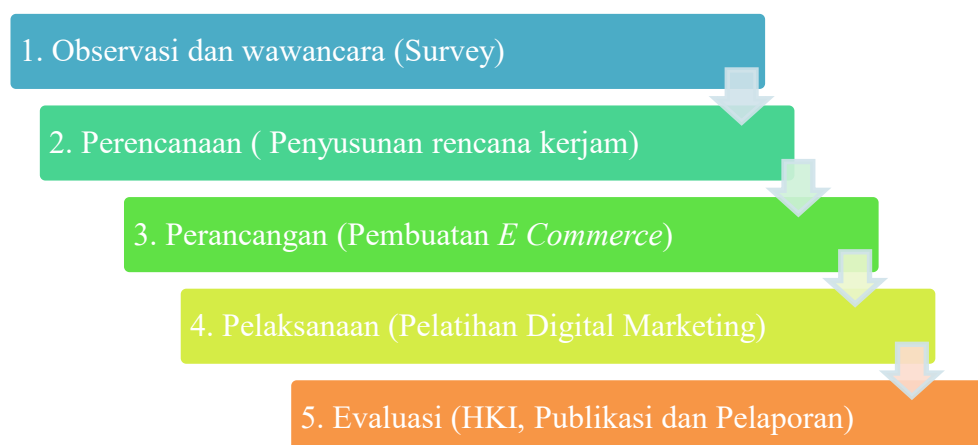 1. Observasi dan wawancara (Survey)
2. Perencanaan ( Penyusunan rencana kerjam)
3. Perancangan (Pembuatan E Commerce)
4. Pelaksanaan (Pelatihan Digital Marketing)
5. Evaluasi (HKI, Publikasi dan Pelaporan)